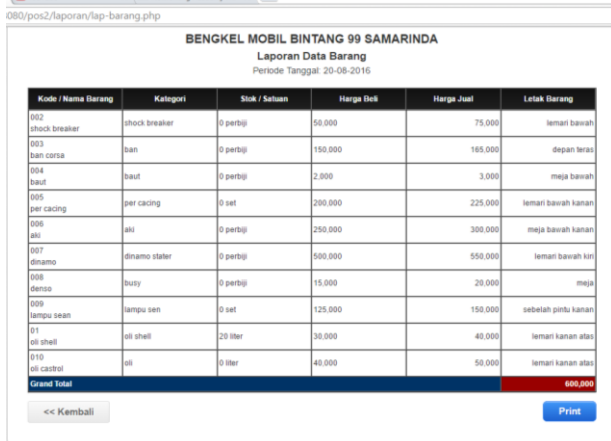 :080/pos2/laporan/lap-barang.php
BENGKEL MOBIL BINTANG 99 SAMARINDA
Laporan Data Barang
Periode Tanggal: 20-08-2016
Kode / Nama Barang Kategori Stok / Satuan Harga Beli Harga Jual Letak Barang
002
shock breaker shock breaker 0 perbiji 50,000 75,000 lemari bawah
003
ban corsa ban 0 perbiji 150,000 165,000 depan teras
004
baut baut 0 perbiji 2,000 3,000 meja bawah
005
per cacing per cacing 0 set 200,000 225,000 lemari bawah kanan
006
aki aki 0 perbiji 250,000 300,000 meja bawah kanan
007
dinamo dinamo stater 0 perbiji 500,000 550,000 lemari bawah kiri
008
denso busy 0 perbiji 15,000 20,000 meja
009
lampu sean lampu sen 0 set 125,000 150,000 sebelah pintu kanan
01
oli shell oli shell 20 liter 30,000 40,000 lemari kanan atas
010
oli castrol oli 0 liter 40,000 50,000 lemari kanan atas
Grand Total 600,000
<< Kembali Print